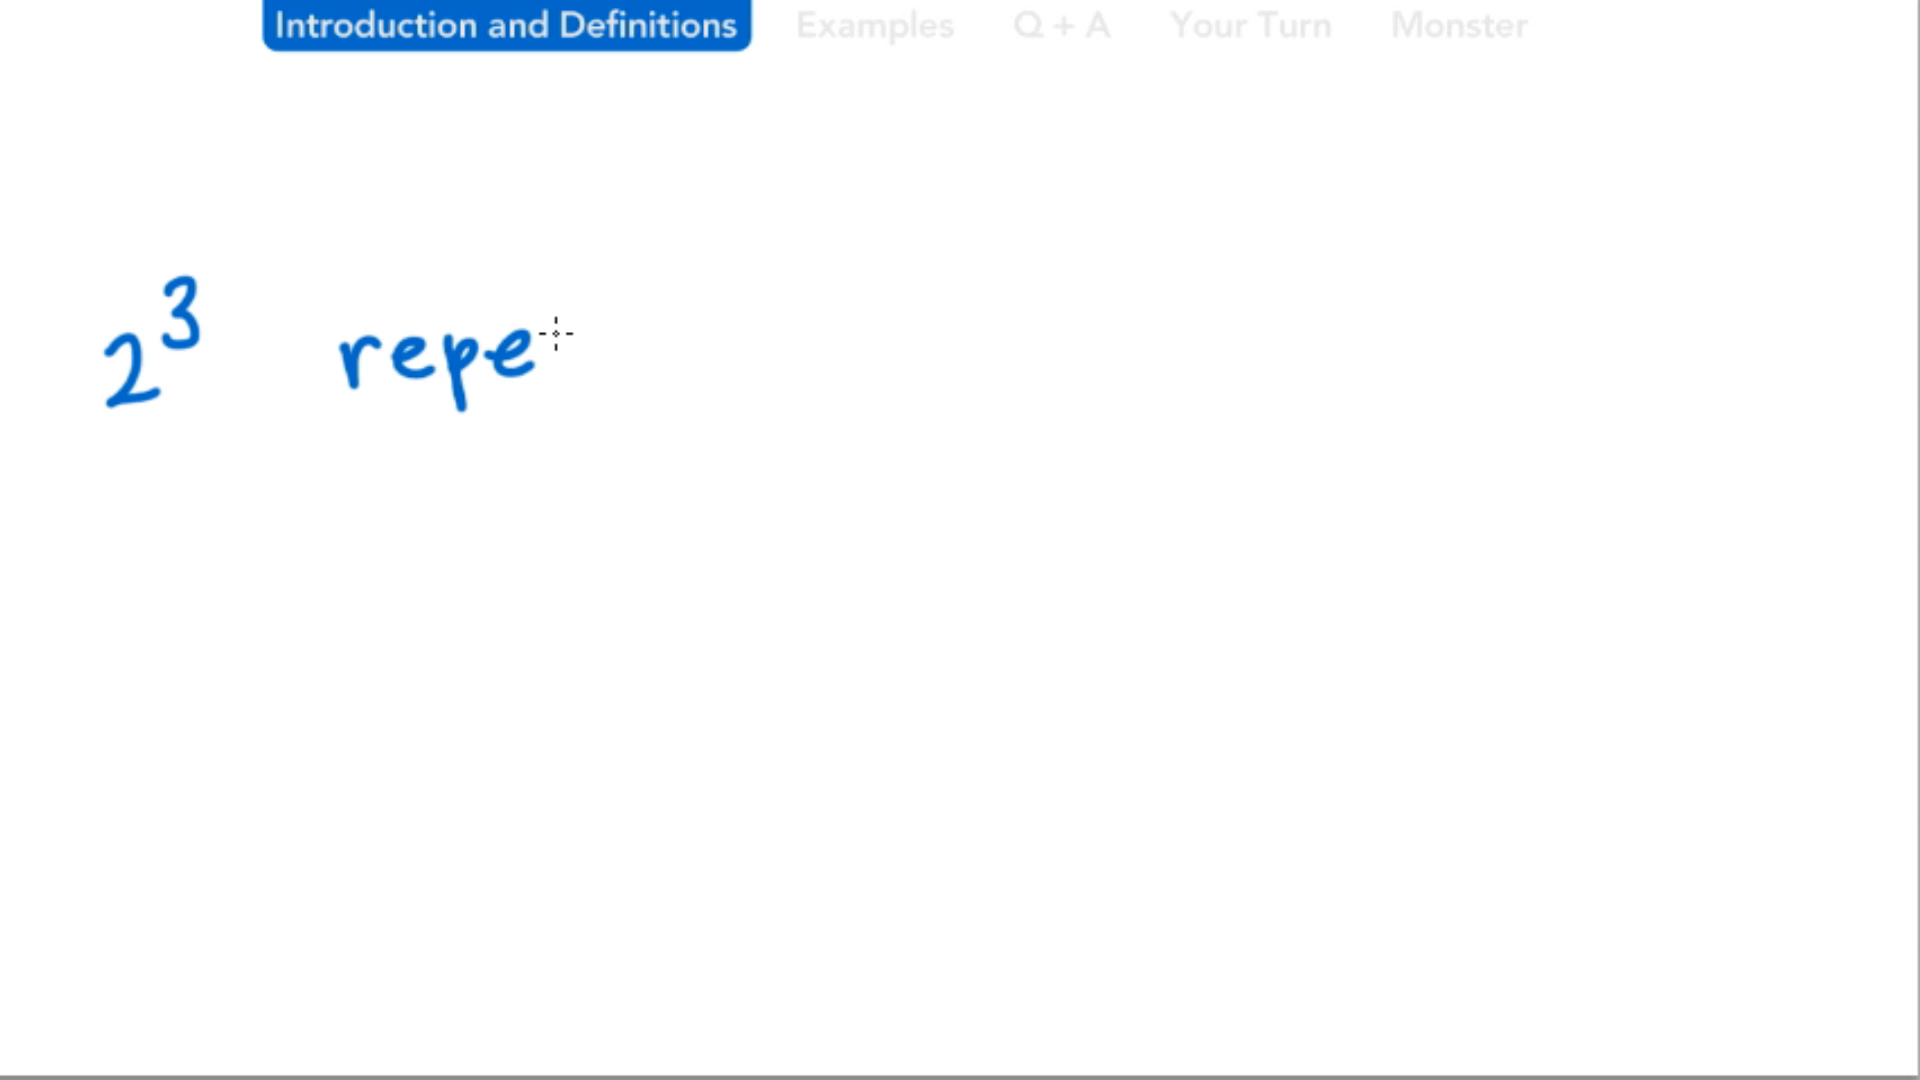 Introduction and Definitions Examples Q + A Your Turn Monster
2³ repe